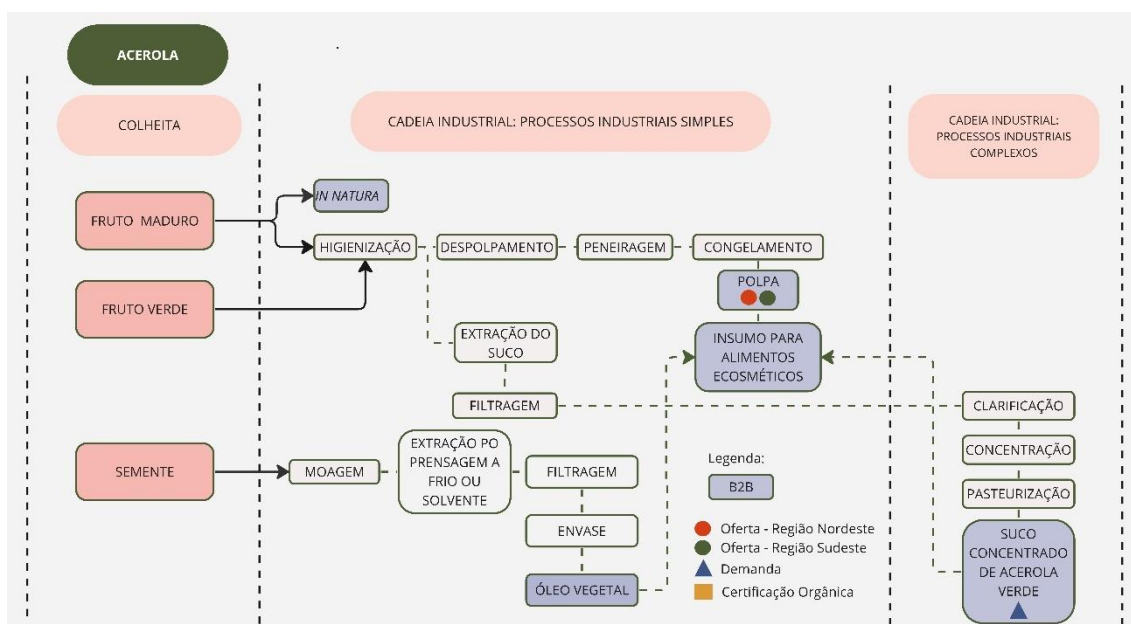 ACEROLA
COLHEITA
CADEIA INDUSTRIAL: PROCESSOS INDUSTRIAIS SIMPLES
CADEIA INDUSTRIAL:
PROCESSOS INDUSTRIAIS
COMPLEXOS
FRUTO MADURO
IN NATURA
HIGIENIZAÇÃO
DESPOLPAMENTO
PENEIRAGEM
CONGELAMENTO
POLPA
FRUTO VERDE
EXTRAÇÃO DO
SUCO
INSUMO PARA
ALIMENTOS
ECOSMÉTICOS
FILTRAGEM
CLARIFICAÇÃO
CONCENTRAÇÃO
PASTEURIZAÇÃO
SUCO
CONCENTRADO
DE ACEROLA
VERDE
SEMENTE
MOAGEM
EXTRAÇÃO PO
PRENSAGEM A
FRIO OU
SOLVENTE
FILTRAGEM
ENVASE
ÓLEO VEGETAL
Legenda:
B2B
Oferta - Região Nordeste
Oferta - Região Sudeste
Demanda
Certificação Orgânica